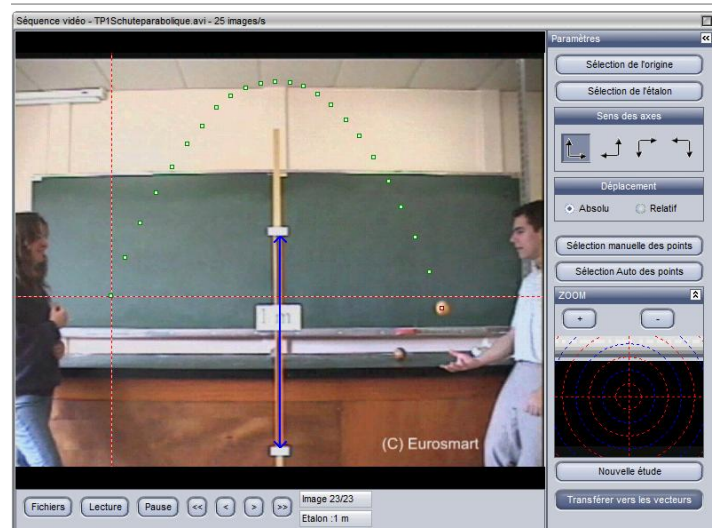 Séquence vidéo - TP1Schuteparabolique.avi - 25 images/s
Paramètres
Sélection de l'origine
Sélection de l'étalon
Sens des axes
Déplacement
Absolu
Relatif
Sélection manuelle des points
Sélection Auto des points
ZOOM
+
-
1 m
(C) Eurosmart
Nouvelle étude
Transférer vers les vecteurs
Fichiers
Lecture
Pause
<<
<
>
>>
Image 23/23
Etalon :1 m